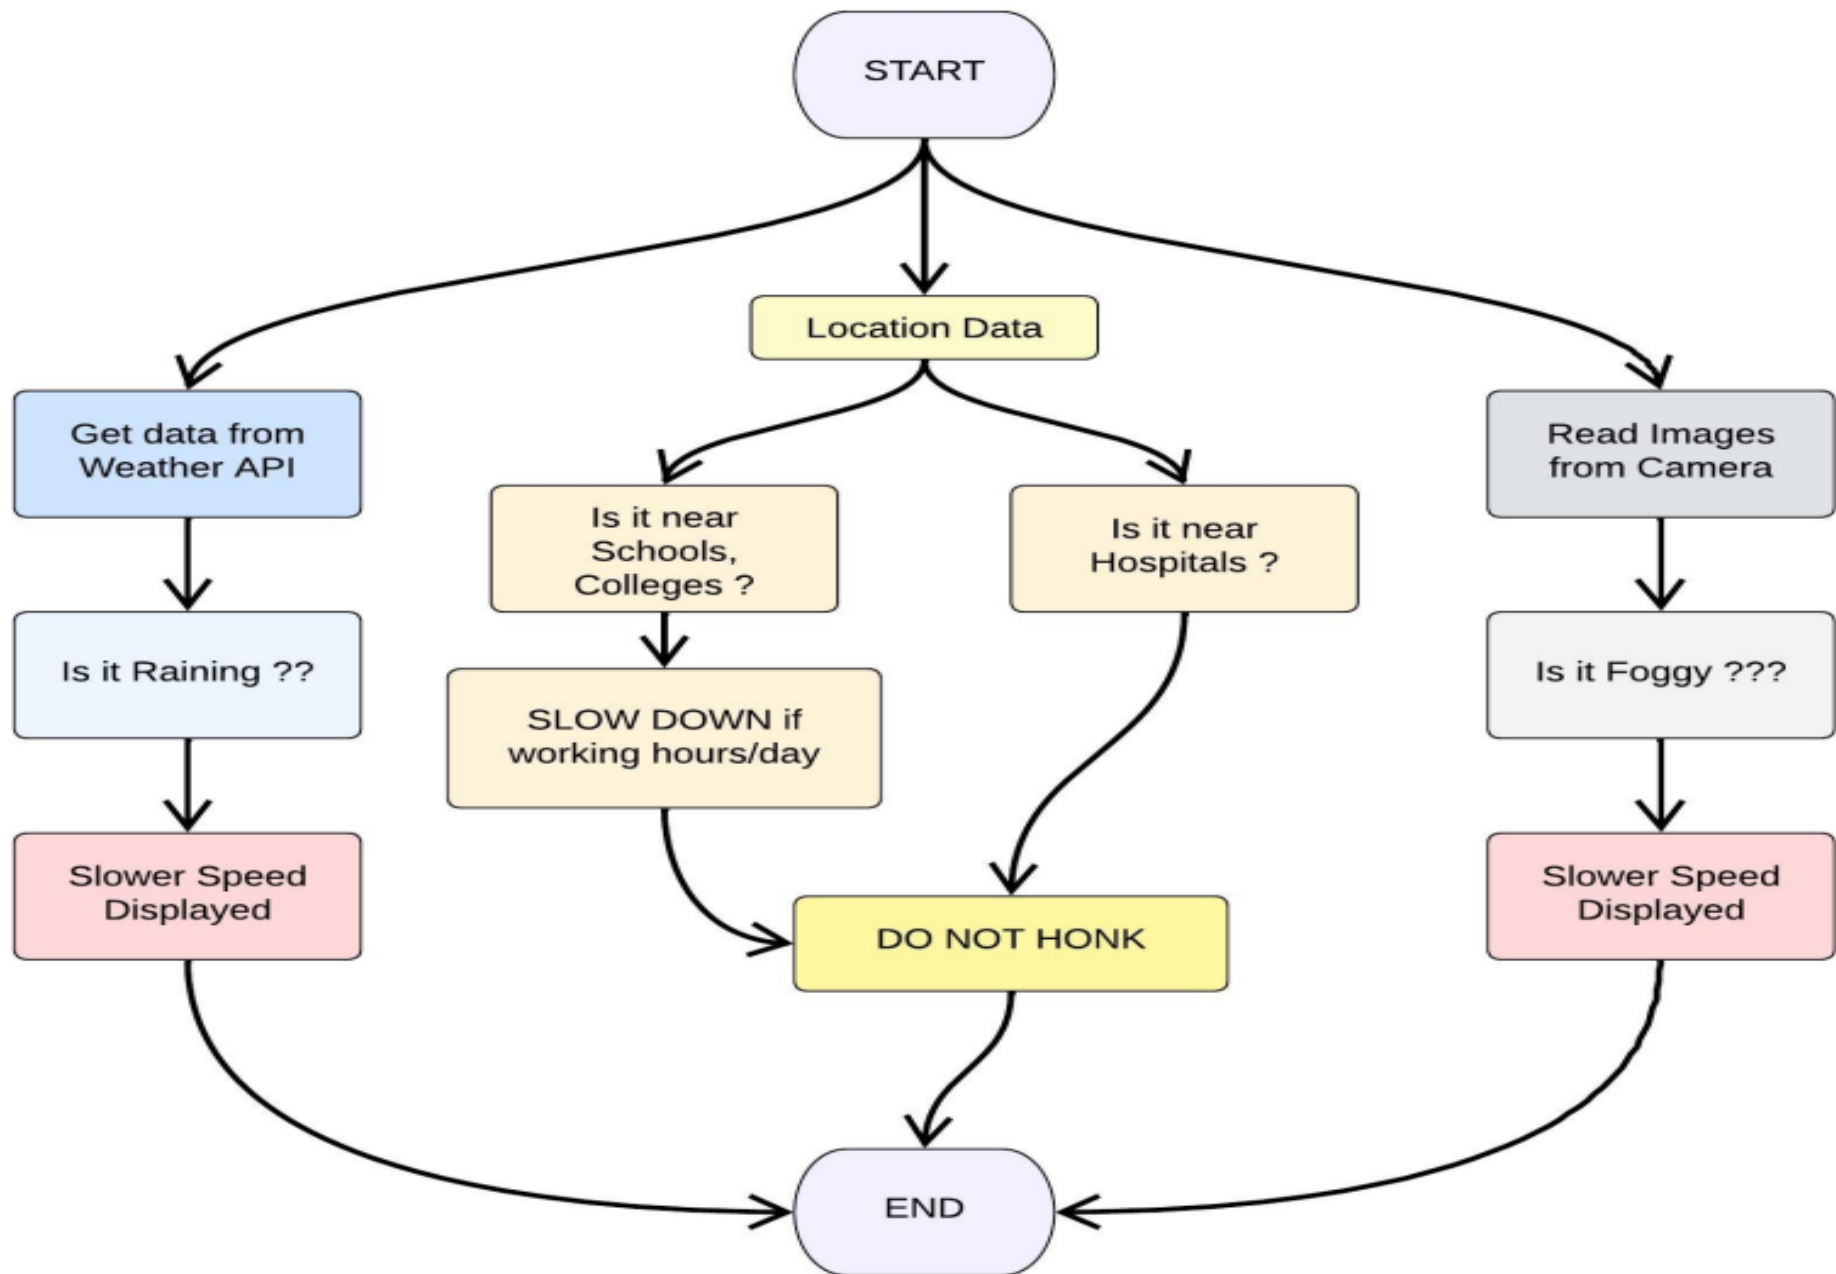 START
Location Data
Get data from
Weather API
Read Images
from Camera
Is it near
Schools,
Colleges ?
Is it near
Hospitals ?
Is it Raining ??
SLOW DOWN if
working hours/day
Is it Foggy ???
Slower Speed
Displayed
DO NOT HONK
Slower Speed
Displayed
END